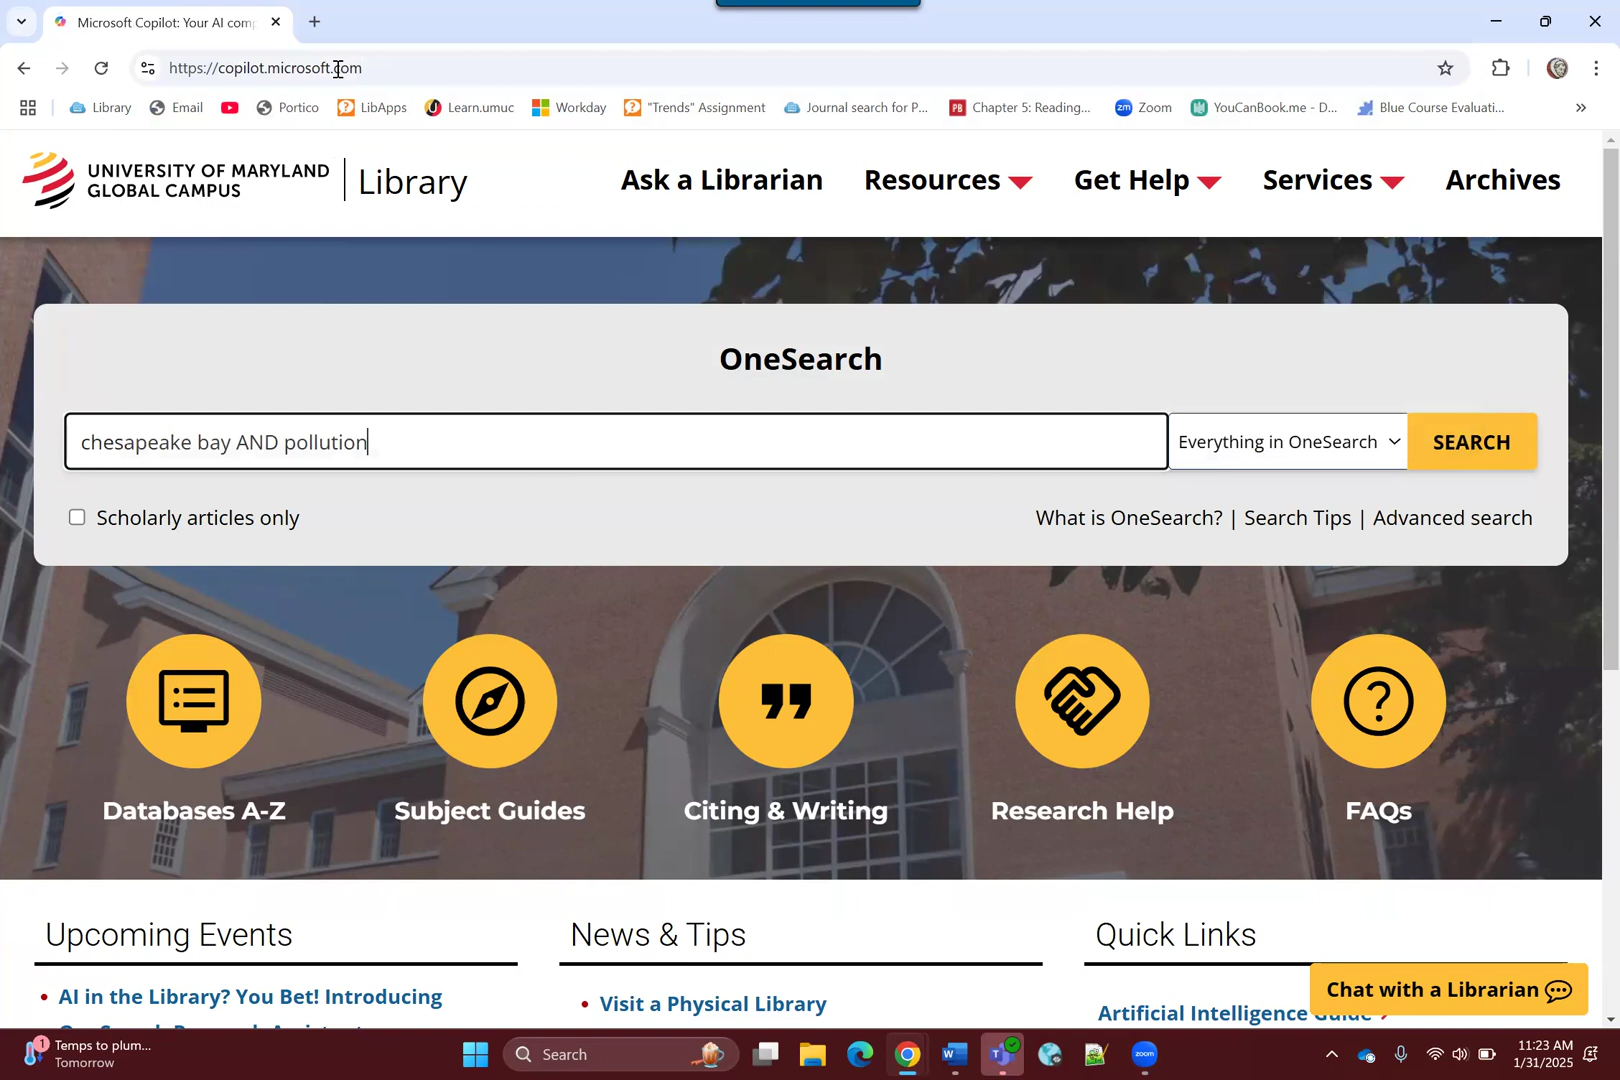 Microsoft Copilot: Your AI comp
https://copilot.microsoft.com
Library
Email
Portico
LibApps
Learn.umuc
Workday
"Trends" Assignment
Journal search for P...
Chapter 5: Reading...
Zoom
YouCanBook.me - D...
Blue Course Evaluati...
UNIVERSITY OF MARYLAND
GLOBAL CAMPUS
Library
Ask a Librarian
Resources
Get Help
Services
Archives
OneSearch
chesapeake bay AND pollution
Everything in OneSearch
SEARCH
Scholarly articles only
What is OneSearch? | Search Tips | Advanced search
Databases A-Z
Subject Guides
Citing & Writing
Research Help
FAQs
Upcoming Events
News & Tips
Quick Links
AI in the Library? You Bet! Introducing
Visit a Physical Library
Artificial Intelligence Guide
Chat with a Librarian
1
Temps to plum...
Tomorrow
Search
zoom
11:23 AM
1/31/2025